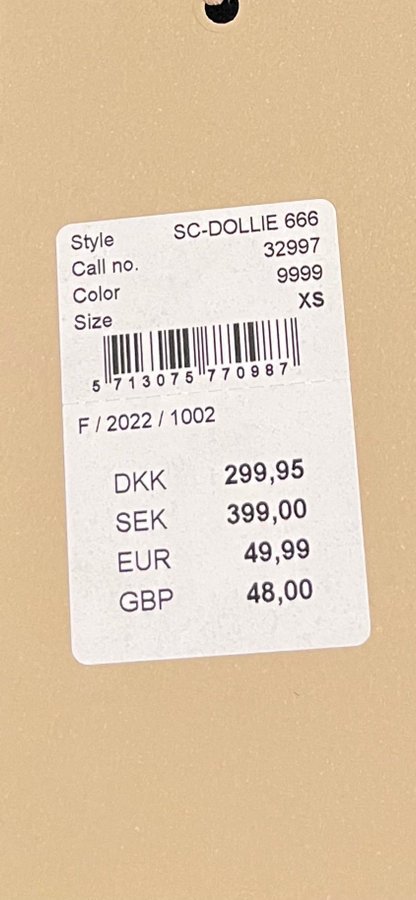 Style SC-DOLLIE 666
Call no. 32997
Color 9999
Size XS
5 713075 770987
F / 2022 / 1002
DKK 299,95
SEK 399,00
EUR 49,99
GBP 48,00